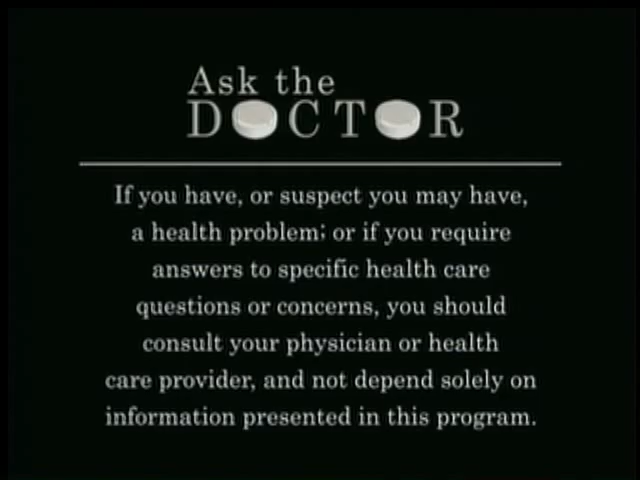 Ask the
DOCTOR
If you have, or suspect you may have,
a health problem; or if you require
answers to specific health care
questions or concerns, you should
consult your physician or health
care provider, and not depend solely on
information presented in this program.